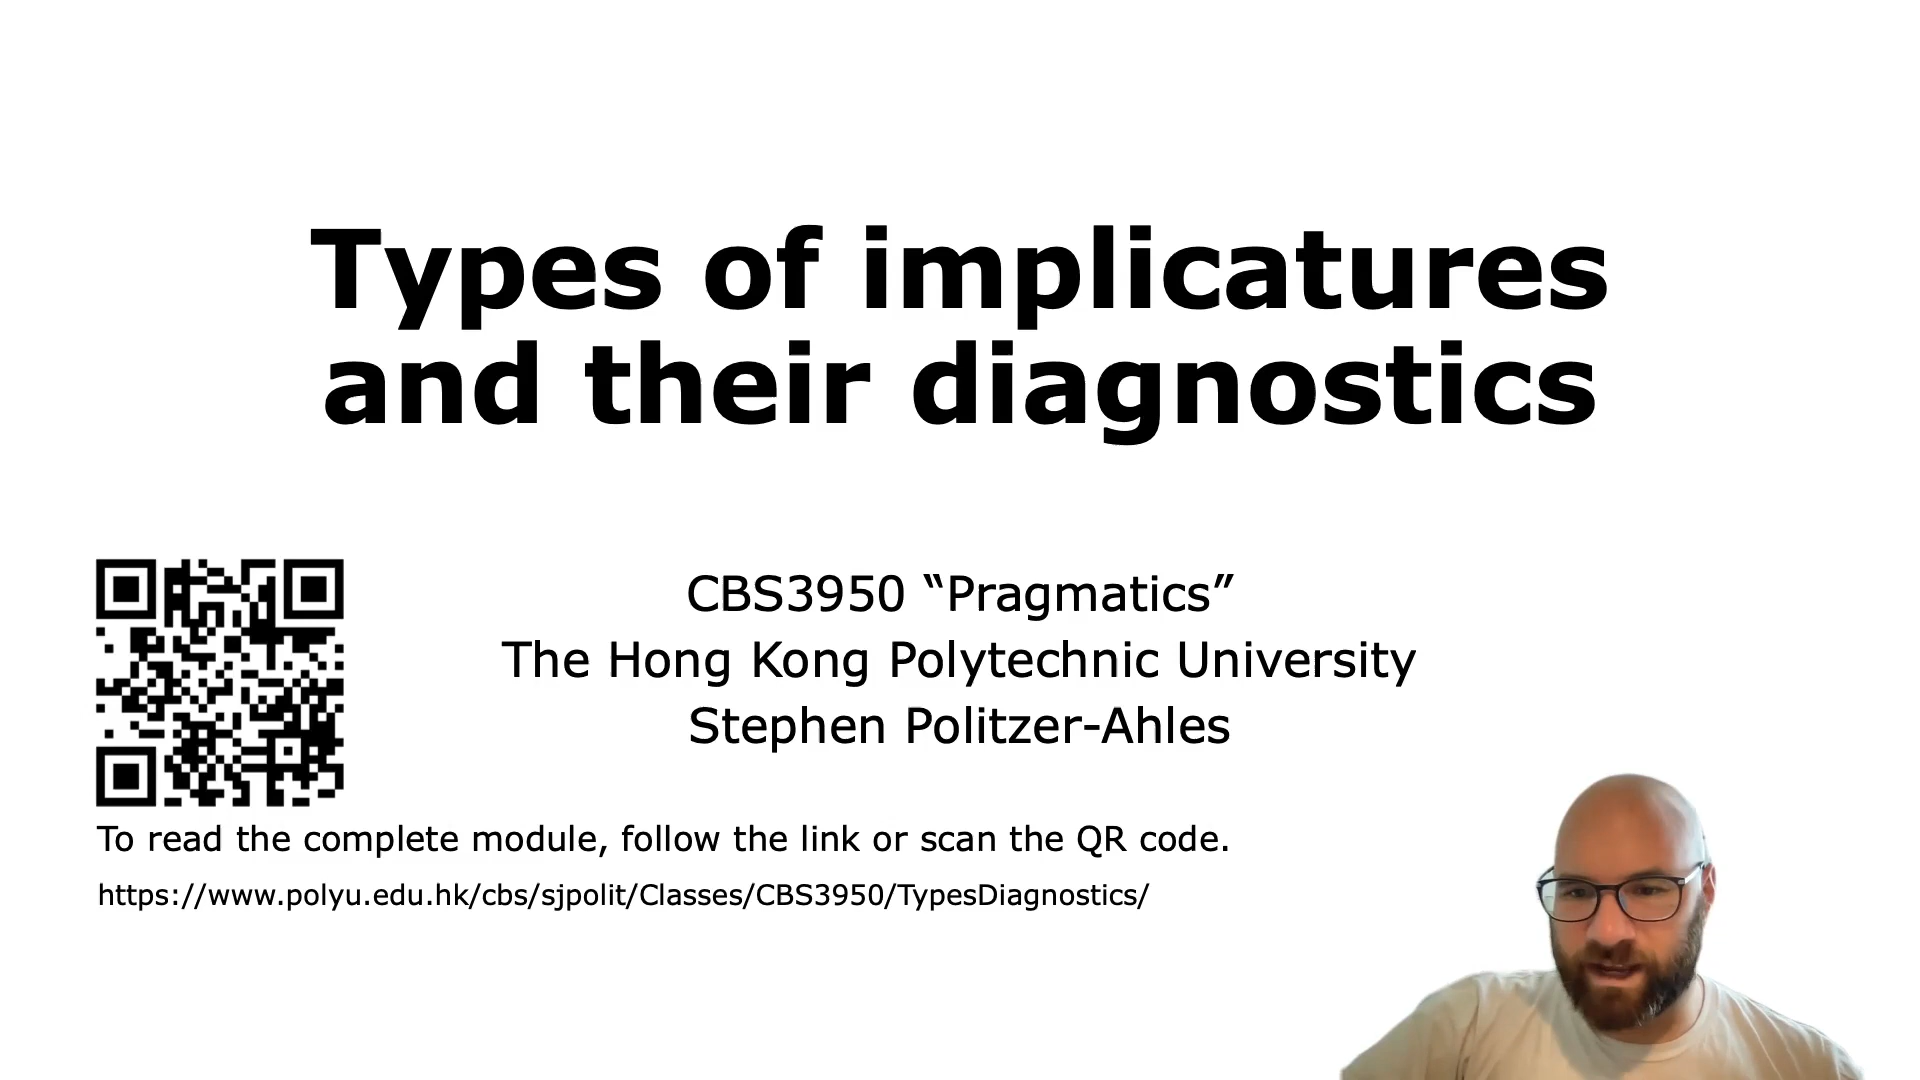 Types of implicatures
and their diagnostics
CBS3950 “Pragmatics”
The Hong Kong Polytechnic University
Stephen Politzer-Ahles
To read the complete module, follow the link or scan the QR code.
https://www.polyu.edu.hk/cbs/sjpolit/Classes/CBS3950/TypesDiagnostics/